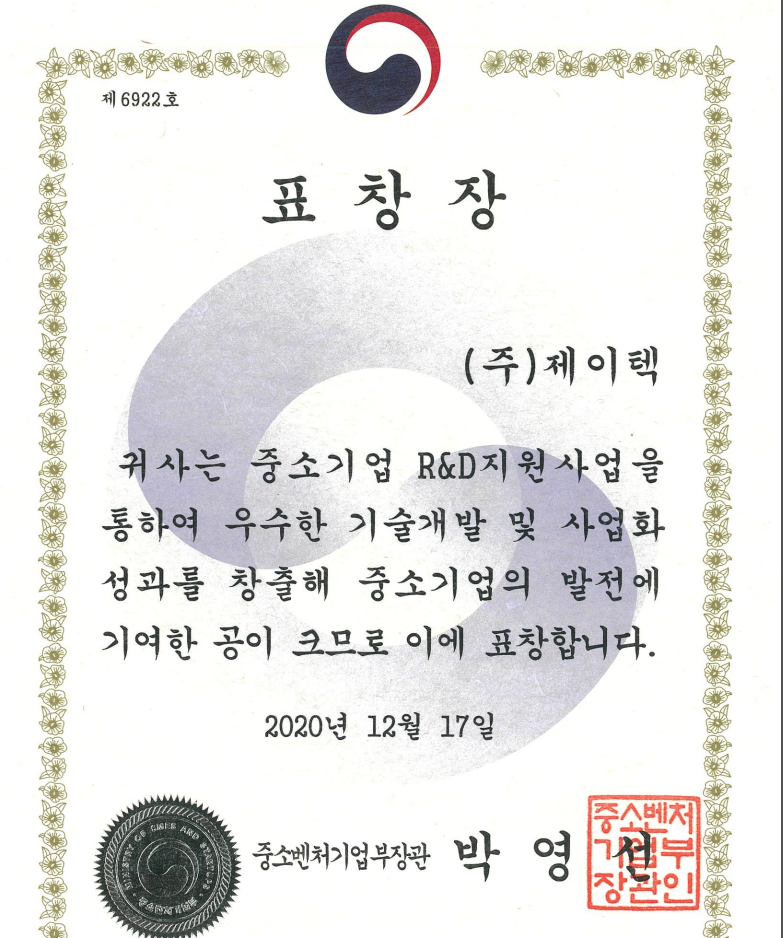 제 6922 호
표 창 장
(주)제이텍
귀사는 중소기업 R&D지원사업을
통하여 우수한 기술개발 및 사업화
성과를 창출해 중소기업의 발전에
기여한 공이 크므로 이에 표창합니다.
2020년 12월 17일
중소벤처기업부장관 박 영 선
중소벤처
기업부
장관인
MINISTRY OF SMES AND STARTUPS